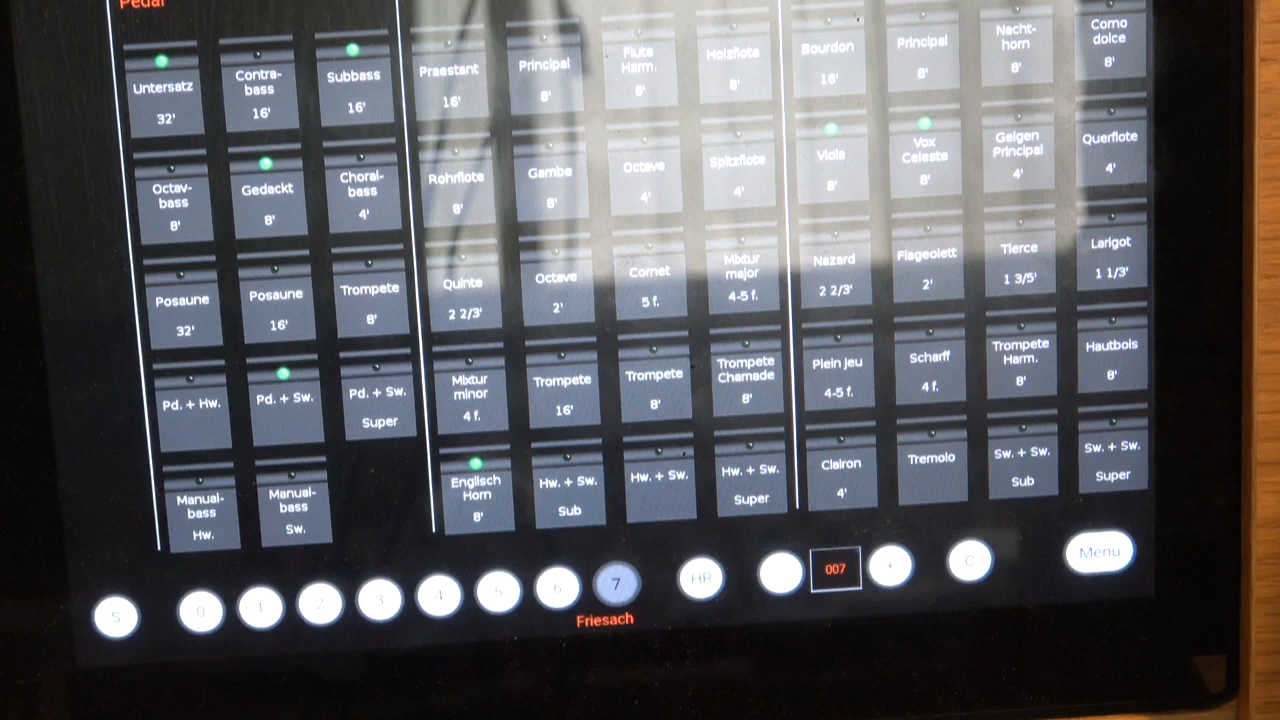 Pedal
Untersatz
32'
Contra-
bass
16'
Subbass
16'
Praestant
16'
Principal
8'
Flute
Harm.
8'
Holzflöte
8'
Bourdon
16'
Principal
8'
Nacht-
horn
8'
Corno
dolce
8'
Octav-
bass
8'
Gedackt
8'
Choral-
bass
4'
Rohrflöte
8'
Gambe
8'
Octave
4'
Spitzflöte
4'
Viola
8'
Vox
Celeste
8'
Geigen
Principal
4'
Querflöte
4'
Posaune
32'
Posaune
16'
Trompete
8'
Quinte
2 2/3'
Octave
2'
Cornet
5 f.
Mixtur
major
4-5 f.
Nazard
2 2/3'
Flageolett
2'
Tierce
1 3/5'
Larigot
1 1/3'
Pd. + Hw.
Pd. + Sw.
Pd. + Sw.
Super
Mixtur
minor
4 f.
Trompete
16'
Trompete
8'
Trompete
Chamade
8'
Plein jeu
4-5 f.
Scharff
4 f.
Trompete
Harm.
8'
Hautbois
8'
Manual-
bass
Hw.
Manual-
bass
Sw.
Englisch
Horn
8'
Hw. + Sw.
Sub
Hw. + Sw.
Hw. + Sw.
Super
Clairon
4'
Tremolo
Sw. + Sw.
Sub
Sw. + Sw.
Super
S 0 1 2 3 4 5 6 7 HR 007 + C Menu
Friesach